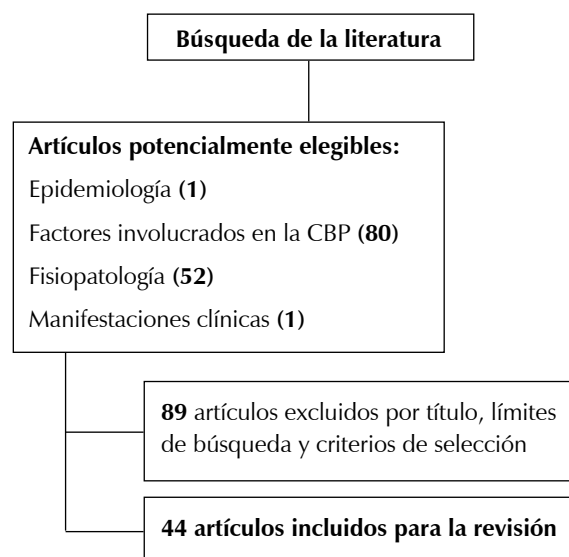 Búsqueda de la literatura
Artículos potencialmente elegibles:
Epidemiología (1)
Factores involucrados en la CBP (80)
Fisiopatología (52)
Manifestaciones clínicas (1)
89 artículos excluidos por título, límites
de búsqueda y criterios de selección
44 artículos incluidos para la revisión